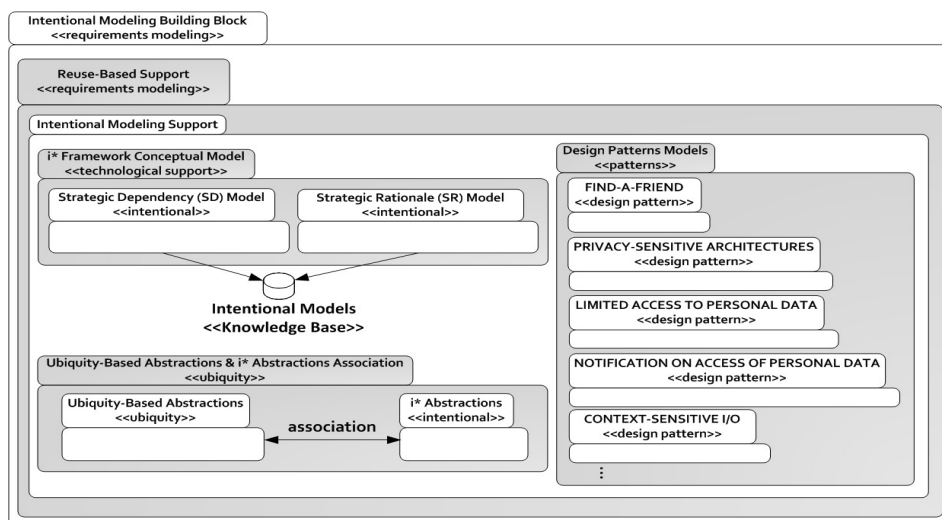 Intentional Modeling Building Block
<<requirements modeling>>
Reuse-Based Support
<<requirements modeling>>
Intentional Modeling Support
i* Framework Conceptual Model
<<technological support>>
Strategic Dependency (SD) Model
<<intentional>>
Strategic Rationale (SR) Model
<<intentional>>
Intentional Models
<<Knowledge Base>>
Ubiquity-Based Abstractions & i* Abstractions Association
<<ubiquity>>
Ubiquity-Based Abstractions
<<ubiquity>>
association
i* Abstractions
<<intentional>>
Design Patterns Models
<<patterns>>
FIND-A-FRIEND
<<design pattern>>
PRIVACY-SENSITIVE ARCHITECTURES
<<design pattern>>
LIMITED ACCESS TO PERSONAL DATA
<<design pattern>>
NOTIFICATION ON ACCESS OF PERSONAL DATA
<<design pattern>>
CONTEXT-SENSITIVE I/O
<<design pattern>>
⋮